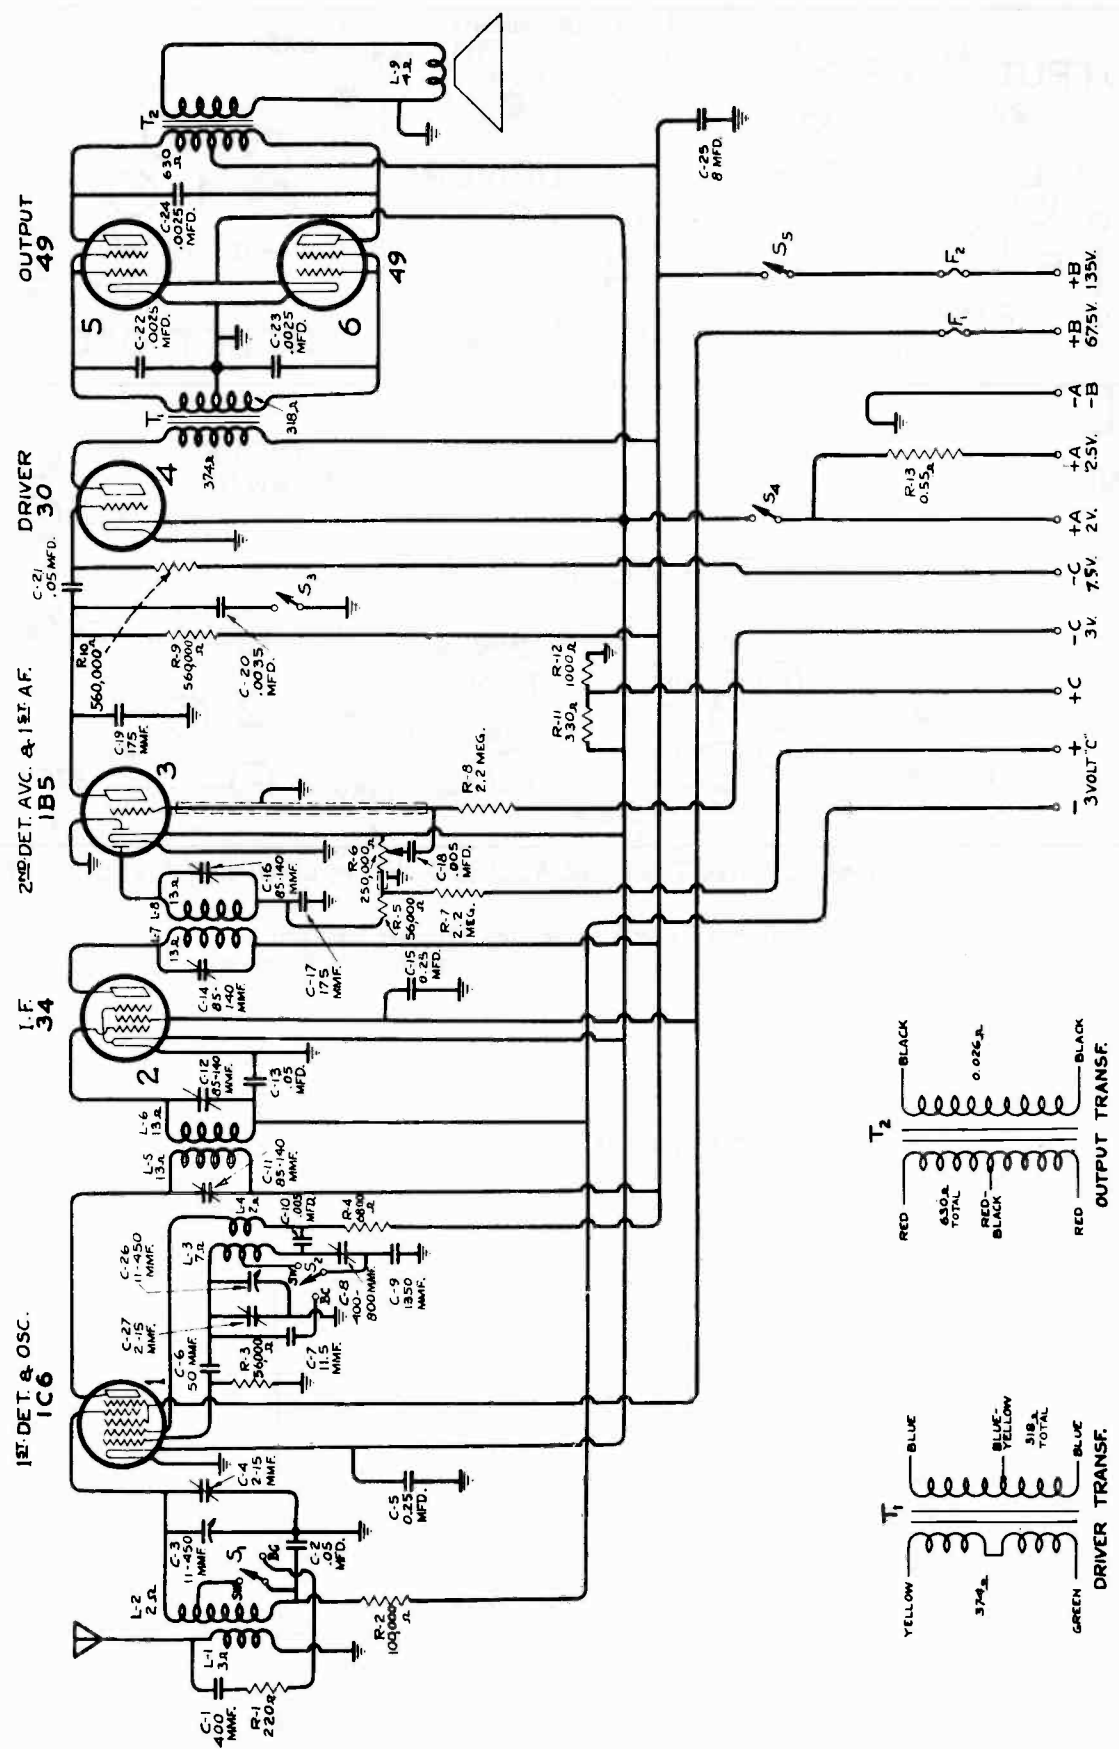 1ST. DET. & OSC.
1C6
I.F.
34
2ND. DET. AVC. & 1ST. AF.
1B5
DRIVER
30
OUTPUT
49
49
1
2
3
4
5
6
C-1
400
MMF.
R-1
220Ω
L-1
3Ω
L-2
2Ω
C-3
11-450
MMF.
S1
SW
BC
C-2
.05
MFD.
R-2
100,000
Ω
C-4
2-15
MMF.
C-5
0.25
MFD.
C-6
50 MMF.
R-3
56,000
Ω
C-27
2-15
MMF.
C-26
11-450
MMF.
C-7
11.5
MMF.
L-3
7Ω
SW
S2
BC
C-8
400-
800 MMF.
C-9
1350
MMF.
L-4
2Ω
C-10
.005
MFD.
R-4
6800
Ω
L-5
13Ω
C-11
85-140
MMF.
L-6
13Ω
C-12
85-140
MMF.
C-13
.05
MFD.
C-14
85-
140
MMF.
L-7
13Ω
L-8
13Ω
C-15
0.25
MFD.
C-16
85-140
MMF.
C-17
175
MMF.
R-5
56,000
Ω
R-6
250,000
Ω
R-7
2.2
MEG.
C-18
.005
MFD.
R-8
2.2 MEG.
C-19
175
MMF.
R10
560,000Ω
R-9
560,000
Ω
C-20
.0035
MFD.
S3
C-21
.05 MFD.
R-11
330Ω
R-12
1000Ω
T1
374Ω
318Ω
C-22
.0025
MFD.
C-23
.0025
MFD.
C-24
.0025
MFD.
T2
630
Ω
L-9
4Ω
C-25
8 MFD.
S4
S5
R-13
0.55Ω
F1
F2
-
+
3 VOLT "C"
+C
-C
3V.
-C
7.5V.
+A
2V.
+A
2.5V.
-A
-B
+B
67.5V.
+B
135V.
T1
YELLOW
GREEN
374Ω
BLUE
BLUE-
YELLOW
318Ω
TOTAL
BLUE
DRIVER TRANSF.
T2
RED
630Ω
TOTAL
RED-
BLACK
RED
BLACK
0.026Ω
BLACK
OUTPUT TRANSF.